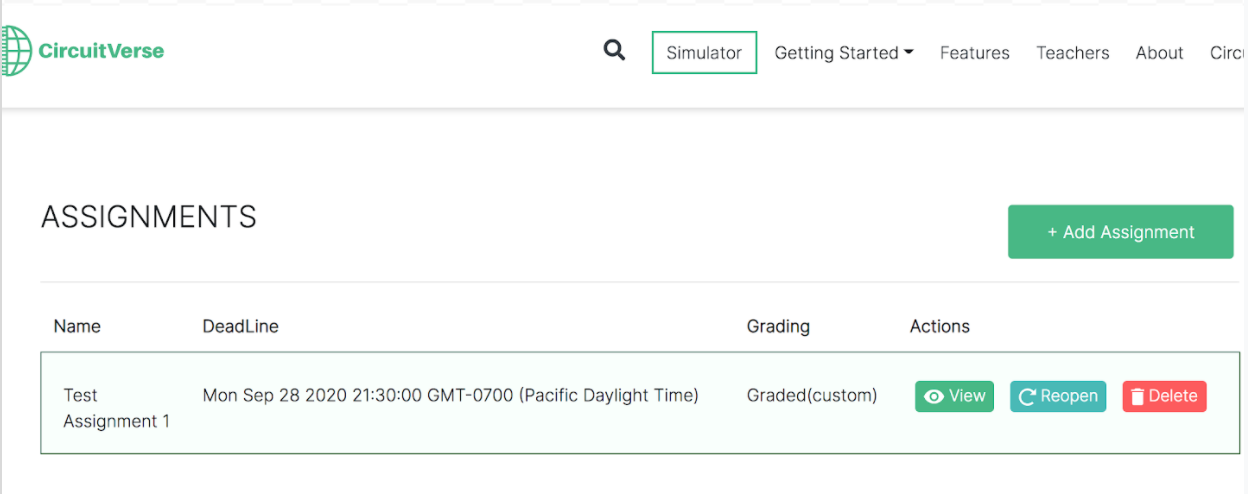 CircuitVerse
Simulator Getting Started Features Teachers About Circ
ASSIGNMENTS
+ Add Assignment
Name DeadLine Grading Actions
Test Mon Sep 28 2020 21:30:00 GMT-0700 (Pacific Daylight Time) Graded(custom) View Reopen Delete
Assignment 1